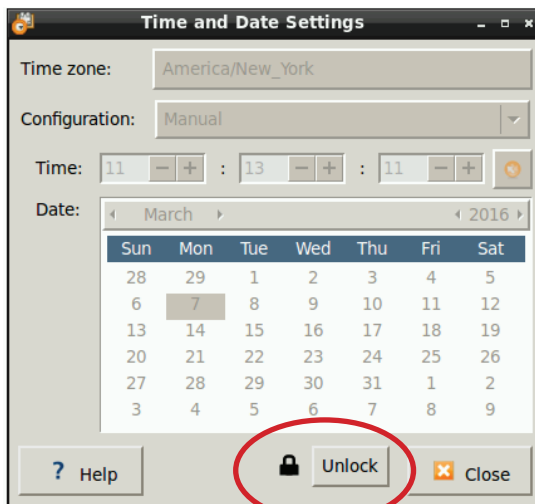 Time and Date Settings
Time zone: America/New_York
Configuration: Manual
Time: 11 − + : 13 − + : 11 − +
Date: March 2016
Sun Mon Tue Wed Thu Fri Sat
28 29 1 2 3 4 5
6 7 8 9 10 11 12
13 14 15 16 17 18 19
20 21 22 23 24 25 26
27 28 29 30 31 1 2
3 4 5 6 7 8 9
? Help Unlock Close